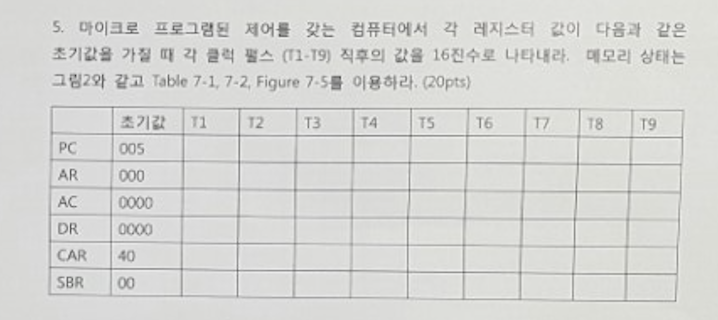 5. 마이크로 프로그램된 제어를 갖는 컴퓨터에서 각 레지스터 값이 다음과 같은
초기값을 가질 때 각 클럭 펄스 (T1-T9) 직후의 값을 16진수로 나타내라. 메모리 상태는
그림2와 같고 Table 7-1, 7-2, Figure 7-5를 이용하라. (20pts)
초기값 T1 T2 T3 T4 T5 T6 T7 T8 T9
PC 005
AR 000
AC 0000
DR 0000
CAR 40
SBR 00